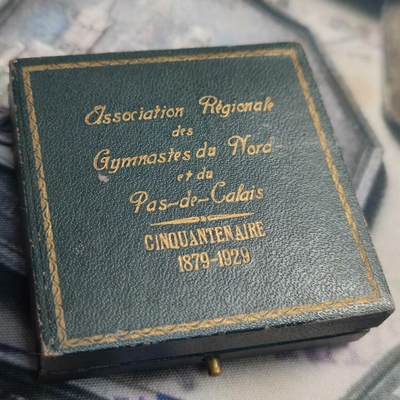 Association Régionale
des
Gymnastes du Nord
et du
Pas-de-Calais
CINQUANTENAIRE
1879-1929